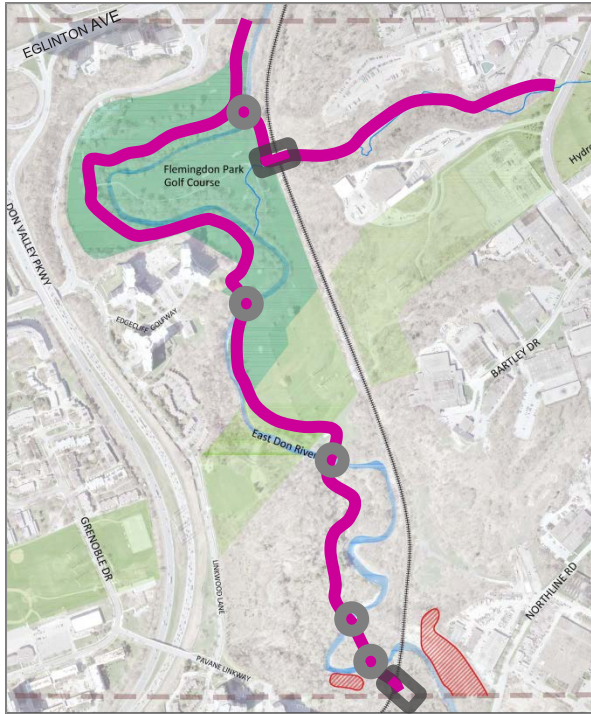 EGLINTON AVE
Flemingdon Park
Golf Course
Hydro
DON VALLEY PKWY
EDGECLIFF GOLFWAY
BARTLEY DR
East Don River
GRENOBLE DR
LINKWOOD LANE
NORTHLINE RD
PAVANE LINKWAY